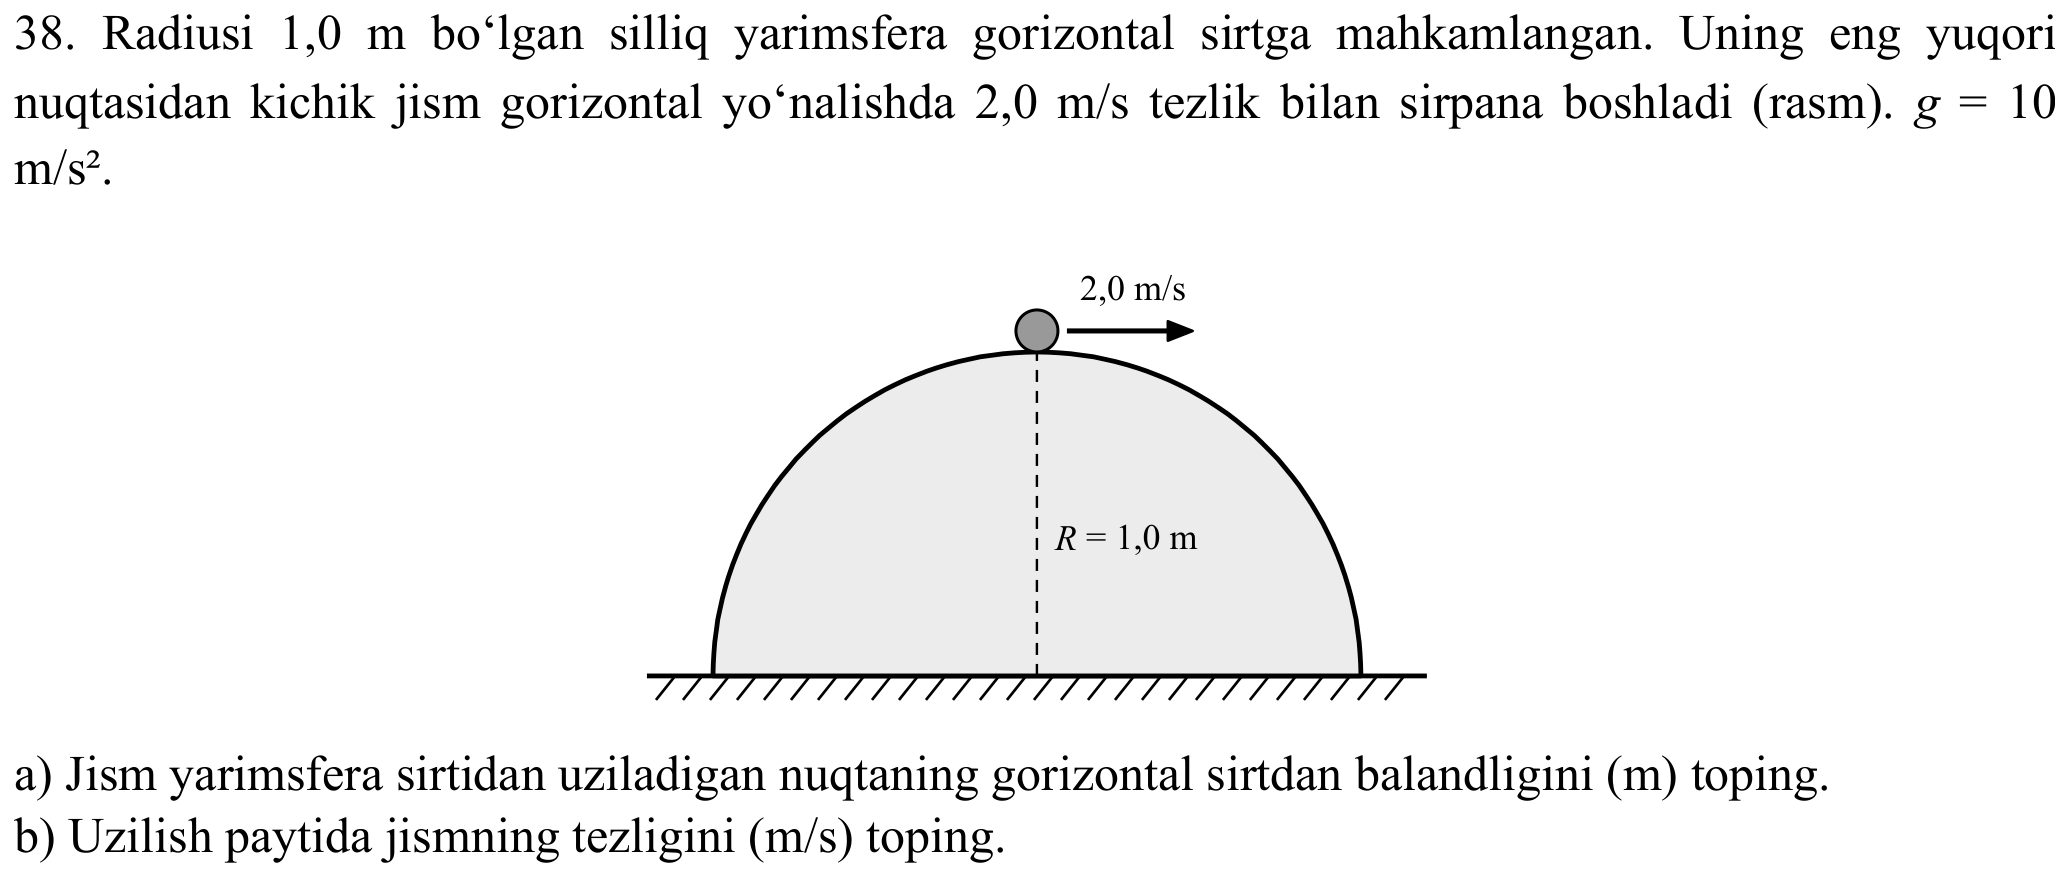 38. Radiusi 1,0 m bo‘lgan silliq yarimsfera gorizontal sirtga mahkamlangan. Uning eng yuqori
nuqtasidan kichik jism gorizontal yo‘nalishda 2,0 m/s tezlik bilan sirpana boshladi (rasm). g = 10
m/s².
2,0 m/s
R = 1,0 m
a) Jism yarimsfera sirtidan uziladigan nuqtaning gorizontal sirtdan balandligini (m) toping.
b) Uzilish paytida jismning tezligini (m/s) toping.